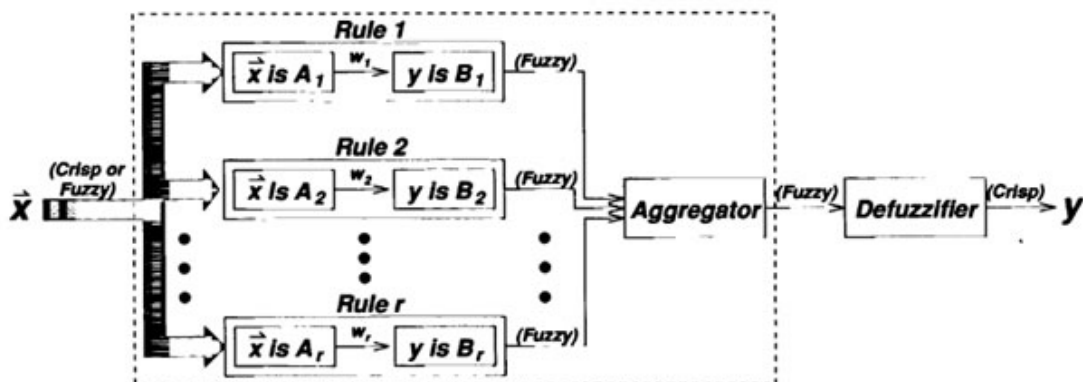 Rule 1
x⃗ is A₁ w₁ y is B₁ (Fuzzy)
(Crisp or
Fuzzy)
x⃗
Rule 2
x⃗ is A₂ w₂ y is B₂ (Fuzzy)
Aggregator (Fuzzy) Defuzzifier (Crisp) y
Rule r
x⃗ is Aᵣ wᵣ y is Bᵣ (Fuzzy)